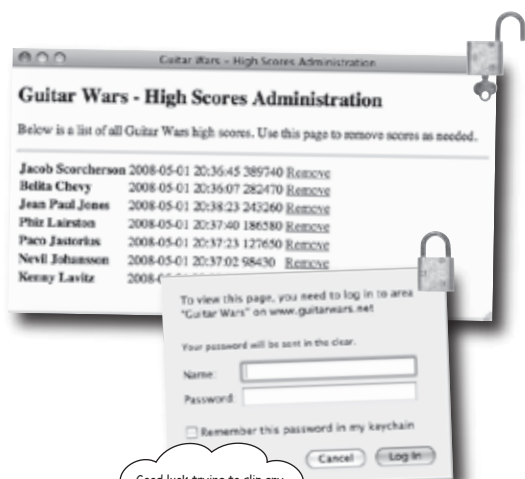 Guitar Wars - High Scores Administration
Guitar Wars - High Scores Administration
Below is a list of all Guitar Wars high scores. Use this page to remove scores as needed.
Jacob Scorcherson 2008-05-01 20:36:45 389740 Remove
Belita Chevy 2008-05-01 20:36:07 282470 Remove
Jean Paul Jones 2008-05-01 20:38:23 243260 Remove
Phiz Lairston 2008-05-01 20:37:40 186580 Remove
Paco Jastorius 2008-05-01 20:37:23 127650 Remove
Nevil Johansson 2008-05-01 20:37:02 98430 Remove
Kenny Lavitz 2008-
To view this page, you need to log in to area
"Guitar Wars" on www.guitarwars.net
Your password will be sent in the clear.
Name:
Password:
Remember this password in my keychain
Cancel Log In
Good luck trying to slip any